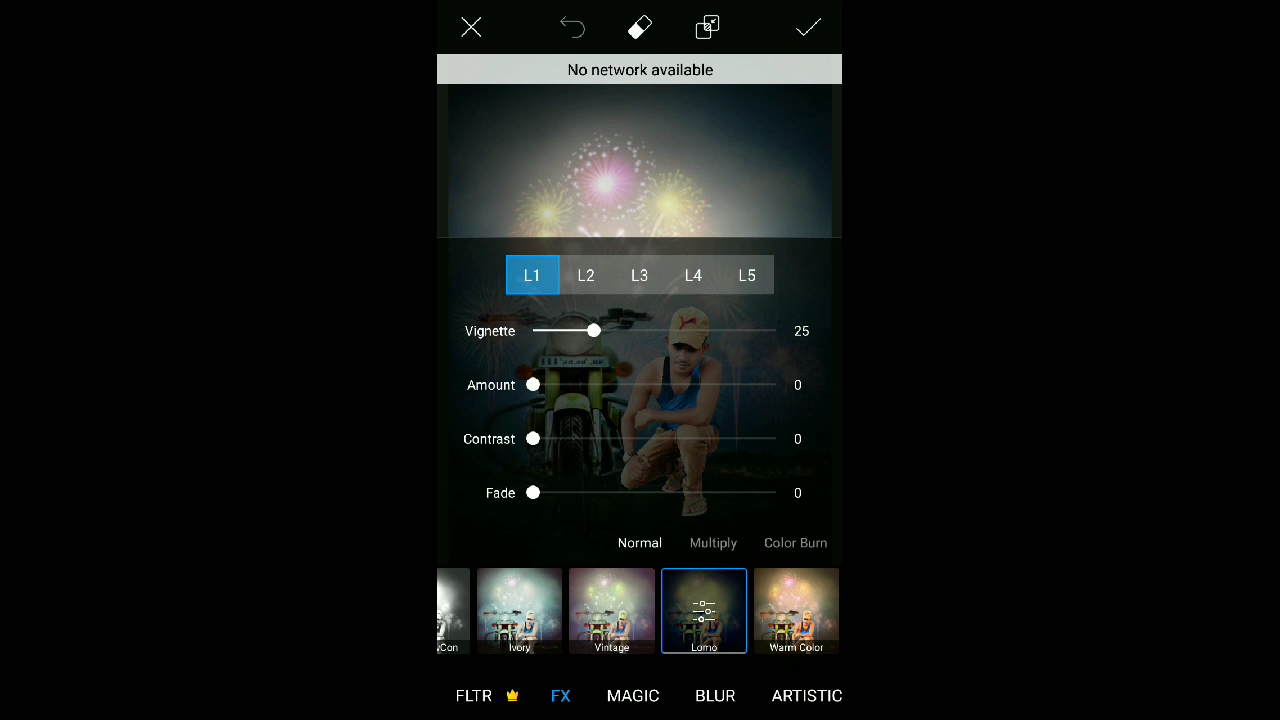 No network available
L1 L2 L3 L4 L5
Vignette 25
Amount 0
Contrast 0
Fade 0
Normal Multiply Color Burn
Ivory Vintage Lomo Warm Color
FLTR FX MAGIC BLUR ARTISTIC